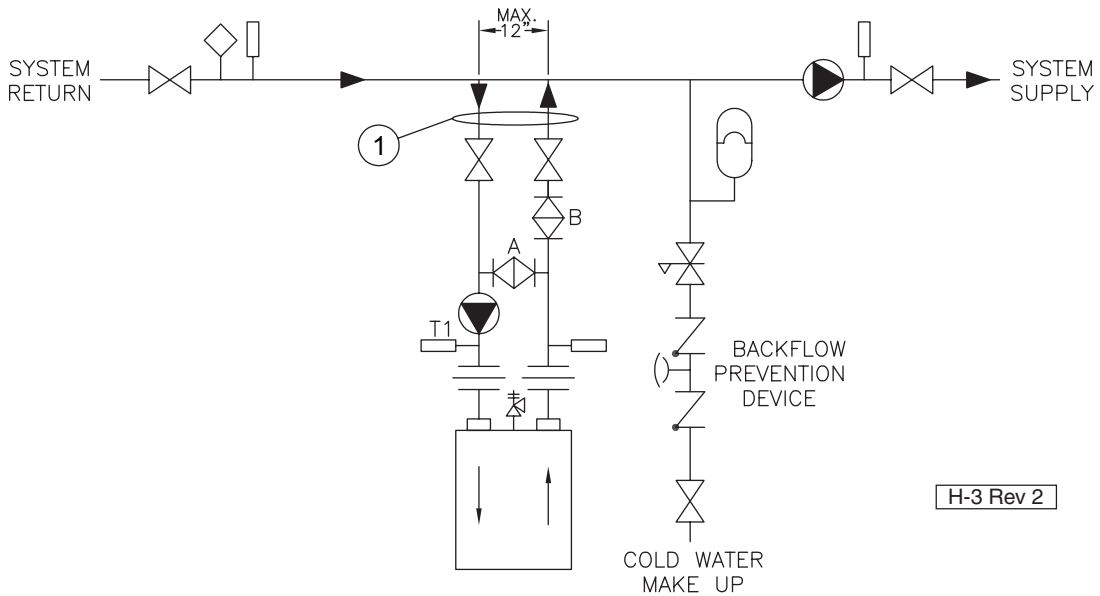 MAX.
12"
SYSTEM
RETURN
SYSTEM
SUPPLY
1
B
A
T1
BACKFLOW
PREVENTION
DEVICE
H-3 Rev 2
COLD WATER
MAKE UP